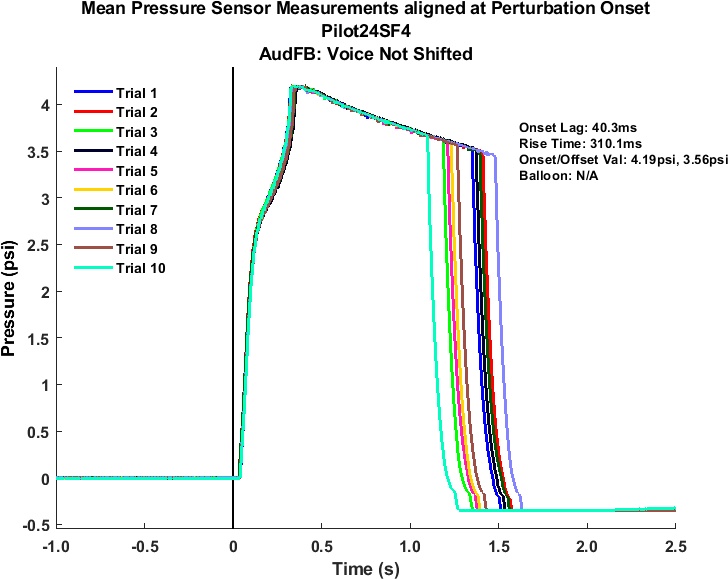 Mean Pressure Sensor Measurements aligned at Perturbation Onset
Pilot24SF4
AudFB: Voice Not Shifted
Trial 1
Trial 2
Trial 3
Trial 4
Trial 5
Trial 6
Trial 7
Trial 8
Trial 9
Trial 10
Onset Lag: 40.3ms
Rise Time: 310.1ms
Onset/Offset Val: 4.19psi, 3.56psi
Balloon: N/A
Pressure (psi)
4
3.5
3
2.5
2
1.5
1
0.5
0
-0.5
-1.0 -0.5 0 0.5 1.0 1.5 2.0 2.5
Time (s)